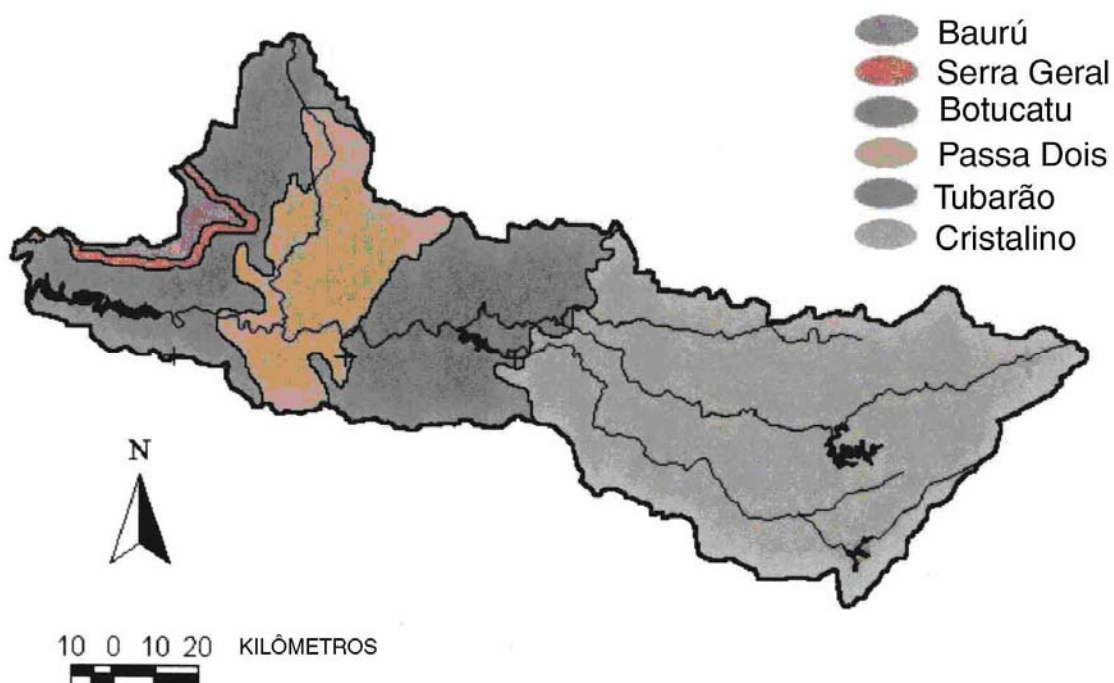 Baurú
Serra Geral
Botucatu
Passa Dois
Tubarão
Cristalino
N
10 0 10 20 KILÔMETROS